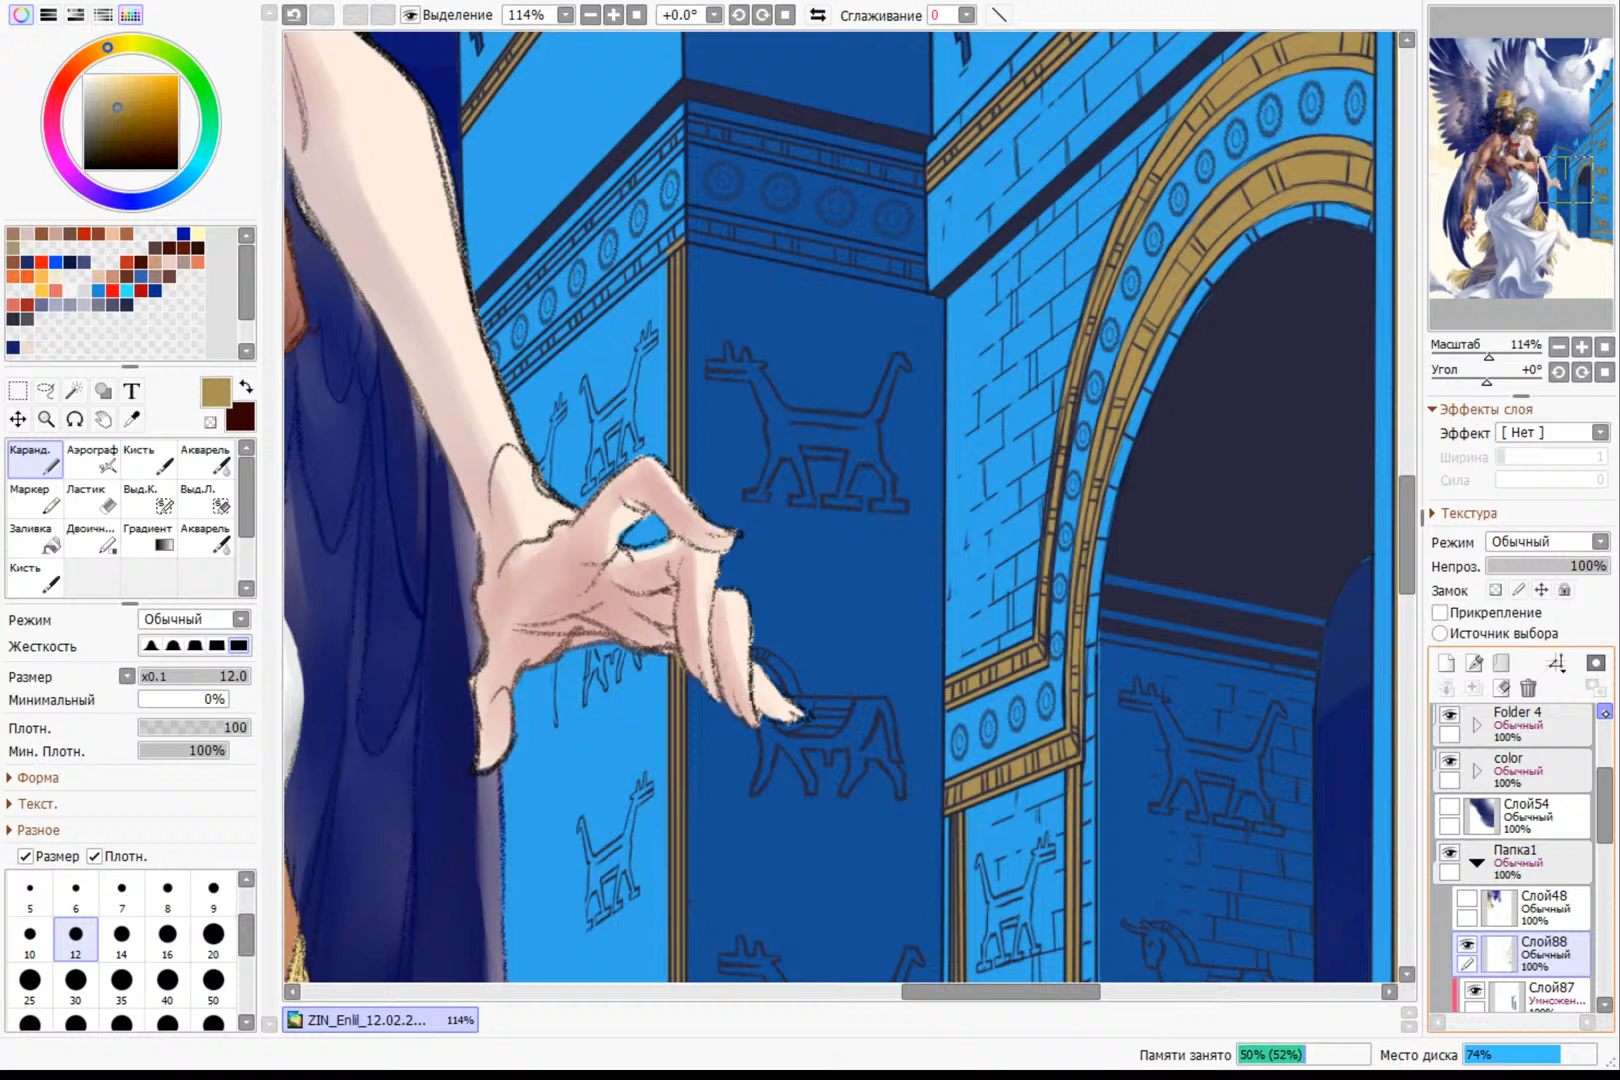 Выделение
114%
+0.0°
Сглаживание
0
Масштаб
114%
Угол
+0°
Эффекты слоя
Эффект
[ Нет ]
Ширина
1
Сила
0
Текстура
Режим
Обычный
Непроз.
100%
Замок
Прикрепление
Источник выбора
T
Каранд.
Аэрограф
Кисть
Акварель
Маркер
Ластик
Выд.К.
Выд.Л.
Заливка
Двоичн...
Градиент
Акварель
Кисть
Режим
Обычный
Жесткость
Размер
x0.1
12.0
Минимальный
0%
Плотн.
100
Мин. Плотн.
100%
Форма
Текст.
Разное
Размер
Плотн.
5
6
7
8
9
10
12
14
16
20
25
30
35
40
50
Folder 4
Обычный
100%
color
Обычный
100%
Слой54
Обычный
100%
Папка1
Обычный
100%
Слой48
Обычный
100%
Слой88
Обычный
100%
Слой87
Умножен...
ZIN_Enlil_12.02.2...
114%
Памяти занято
50% (52%)
Место диска
74%